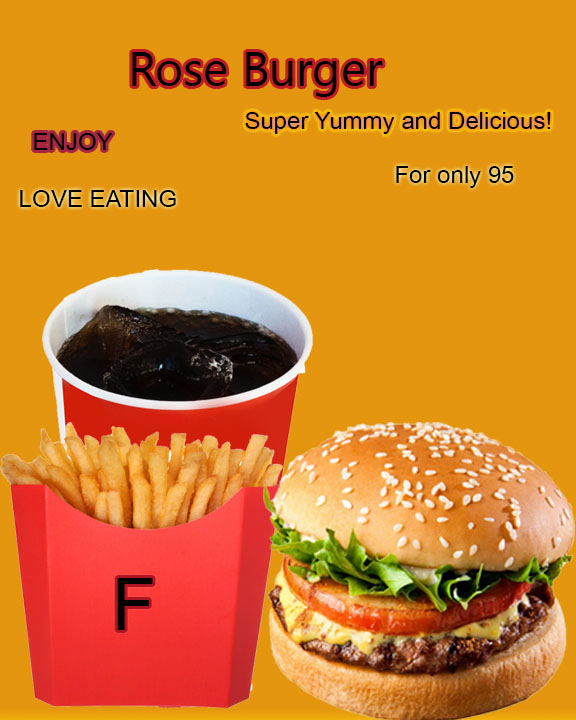 Rose Burger
Super Yummy and Delicious!
ENJOY
For only 95
LOVE EATING
F